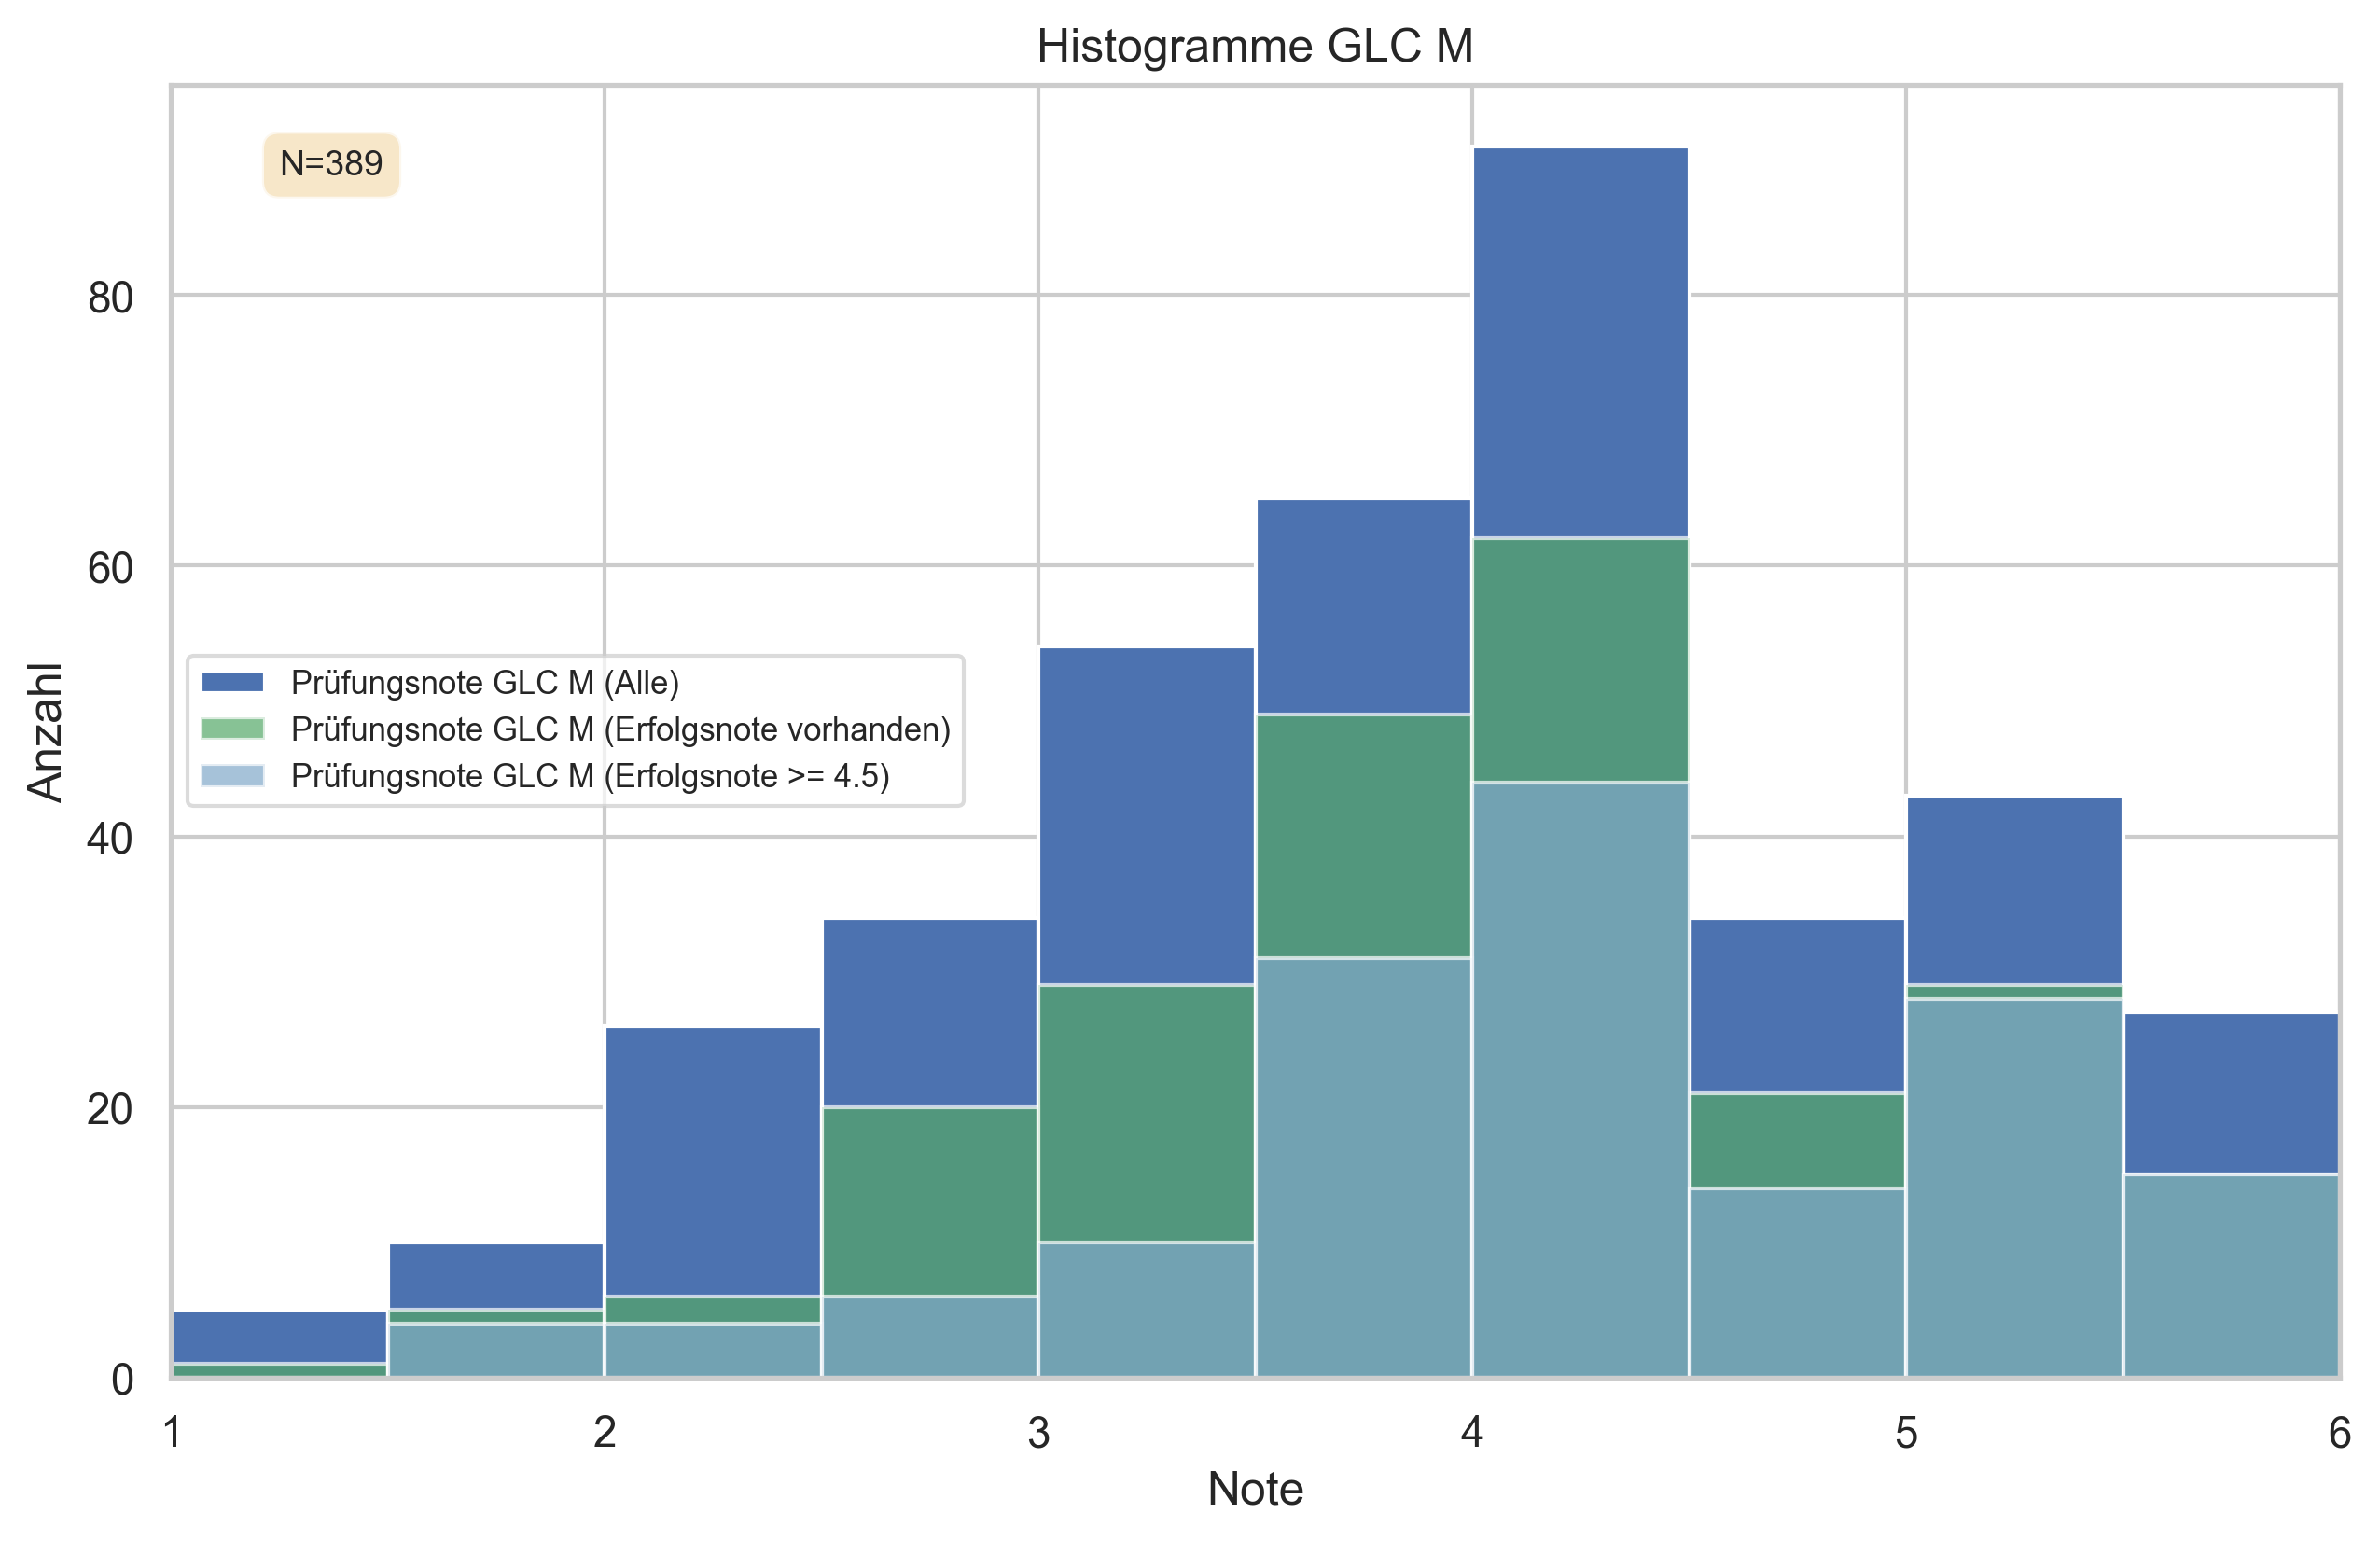 Histogramme GLC M
N=389
80
60
40
20
0
Anzahl
Prüfungsnote GLC M (Alle)
Prüfungsnote GLC M (Erfolgsnote vorhanden)
Prüfungsnote GLC M (Erfolgsnote >= 4.5)
1 2 3 4 5 6
Note